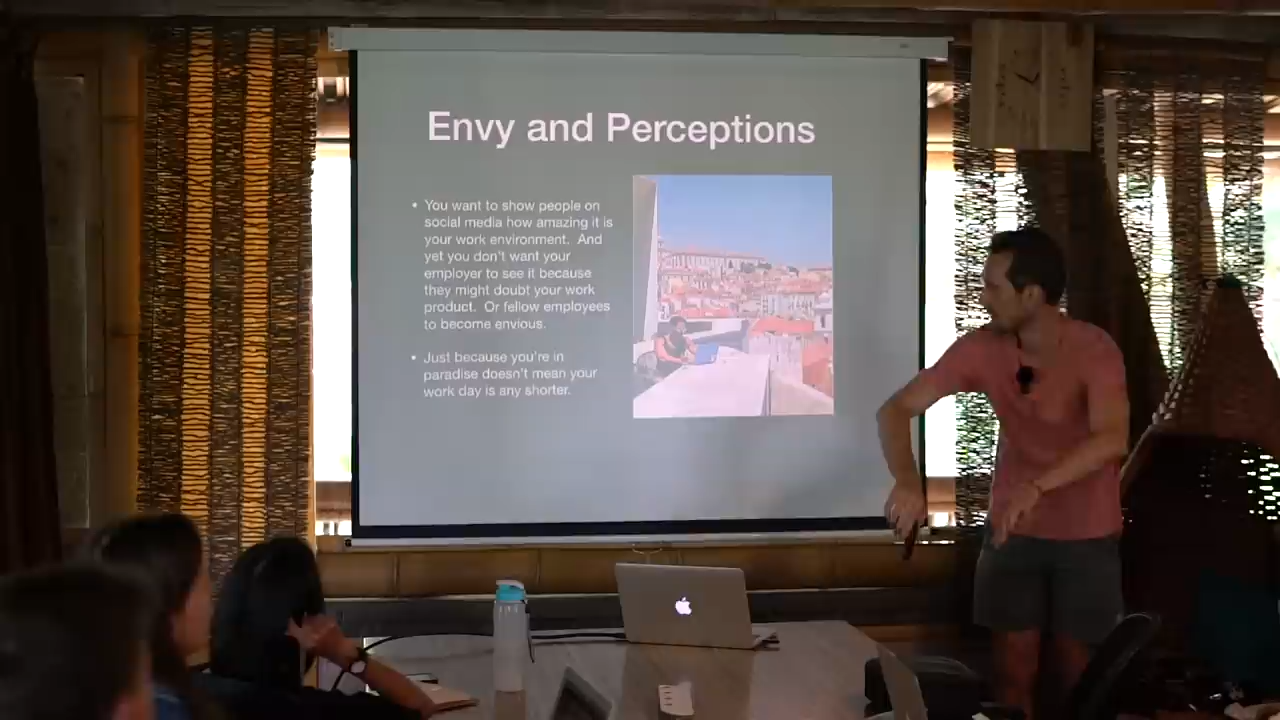 Envy and Perceptions
• You want to show people on
social media how amazing it is
your work environment. And
yet you don't want your
employer to see it because
they might doubt your work
product. Or fellow employees
to become envious.
• Just because you're in
paradise doesn't mean your
work day is any shorter.